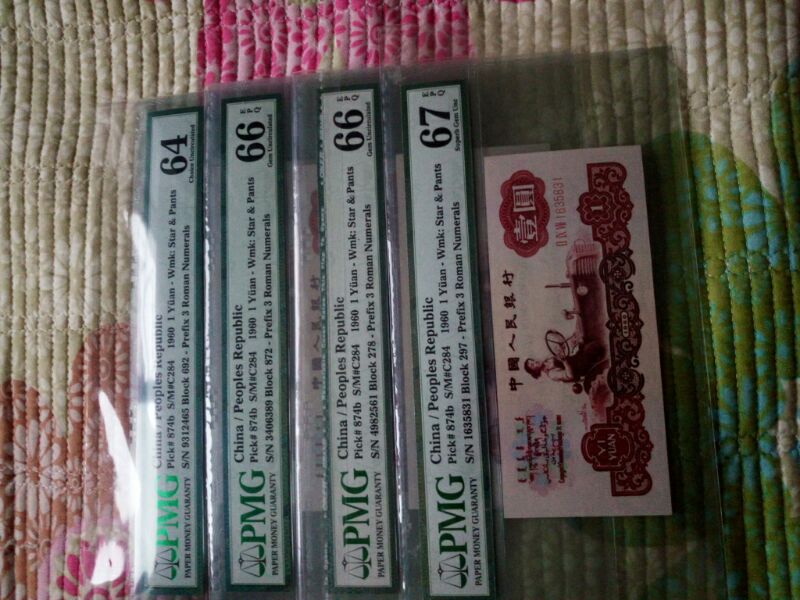 PMG
PAPER MONEY GUARANTY
China / Peoples Republic
Pick# 874b S/M#C284 1960 1 Yüan - Wmk: Star & Pants
S/N 9312465 Block 692 - Prefix 3 Roman Numerals
64
Choice Uncirculated
PMG
PAPER MONEY GUARANTY
China / Peoples Republic
Pick# 874b S/M#C284 1960 1 Yüan - Wmk: Star & Pants
S/N 3406389 Block 872 - Prefix 3 Roman Numerals
66 EPQ
Gem Uncirculated
PMG
PAPER MONEY GUARANTY
China / Peoples Republic
Pick# 874b S/M#C284 1960 1 Yüan - Wmk: Star & Pants
S/N 4982561 Block 278 - Prefix 3 Roman Numerals
66 EPQ
Gem Uncirculated
PMG
PAPER MONEY GUARANTY
China / Peoples Republic
Pick# 874b S/M#C284 1960 1 Yüan - Wmk: Star & Pants
S/N 1635831 Block 297 - Prefix 3 Roman Numerals
67 EPQ
Superb Gem Unc
中國人民銀行
壹圓
1635831
YI
YUAN